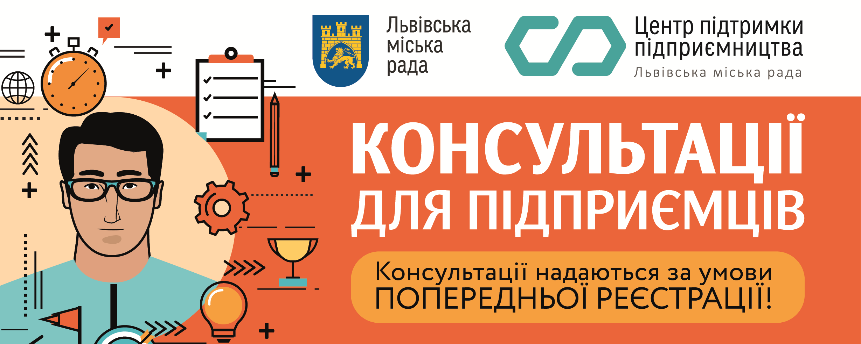 Львівська
міська
рада
Центр підтримки
підприємництва
Львівська міська рада
КОНСУЛЬТАЦІЇ
ДЛЯ ПІДПРИЄМЦІВ
Консультації надаються за умови
ПОПЕРЕДНЬОЇ РЕЄСТРАЦІЇ!